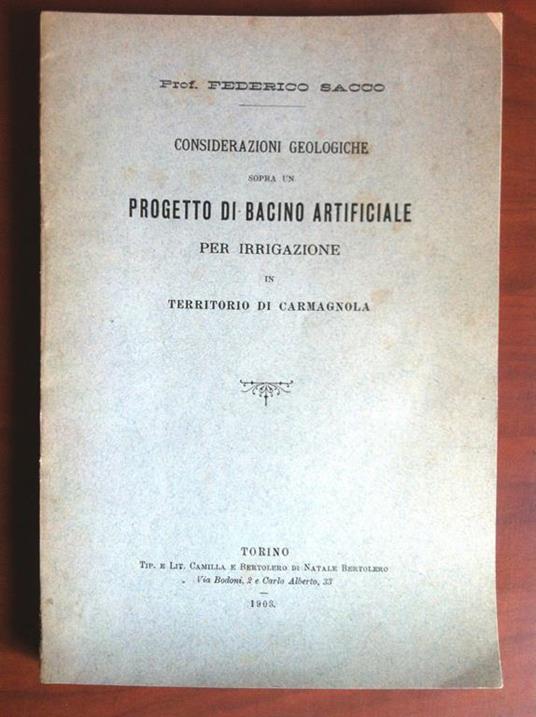 Prof. FEDERICO SACCO
CONSIDERAZIONI GEOLOGICHE
SOPRA UN
PROGETTO DI BACINO ARTIFICIALE
PER IRRIGAZIONE
IN
TERRITORIO DI CARMAGNOLA
TORINO
TIP. E LIT. CAMILLA E BERTOLERO DI NATALE BERTOLERO
Via Bodoni, 2 e Carlo Alberto, 33
1903.